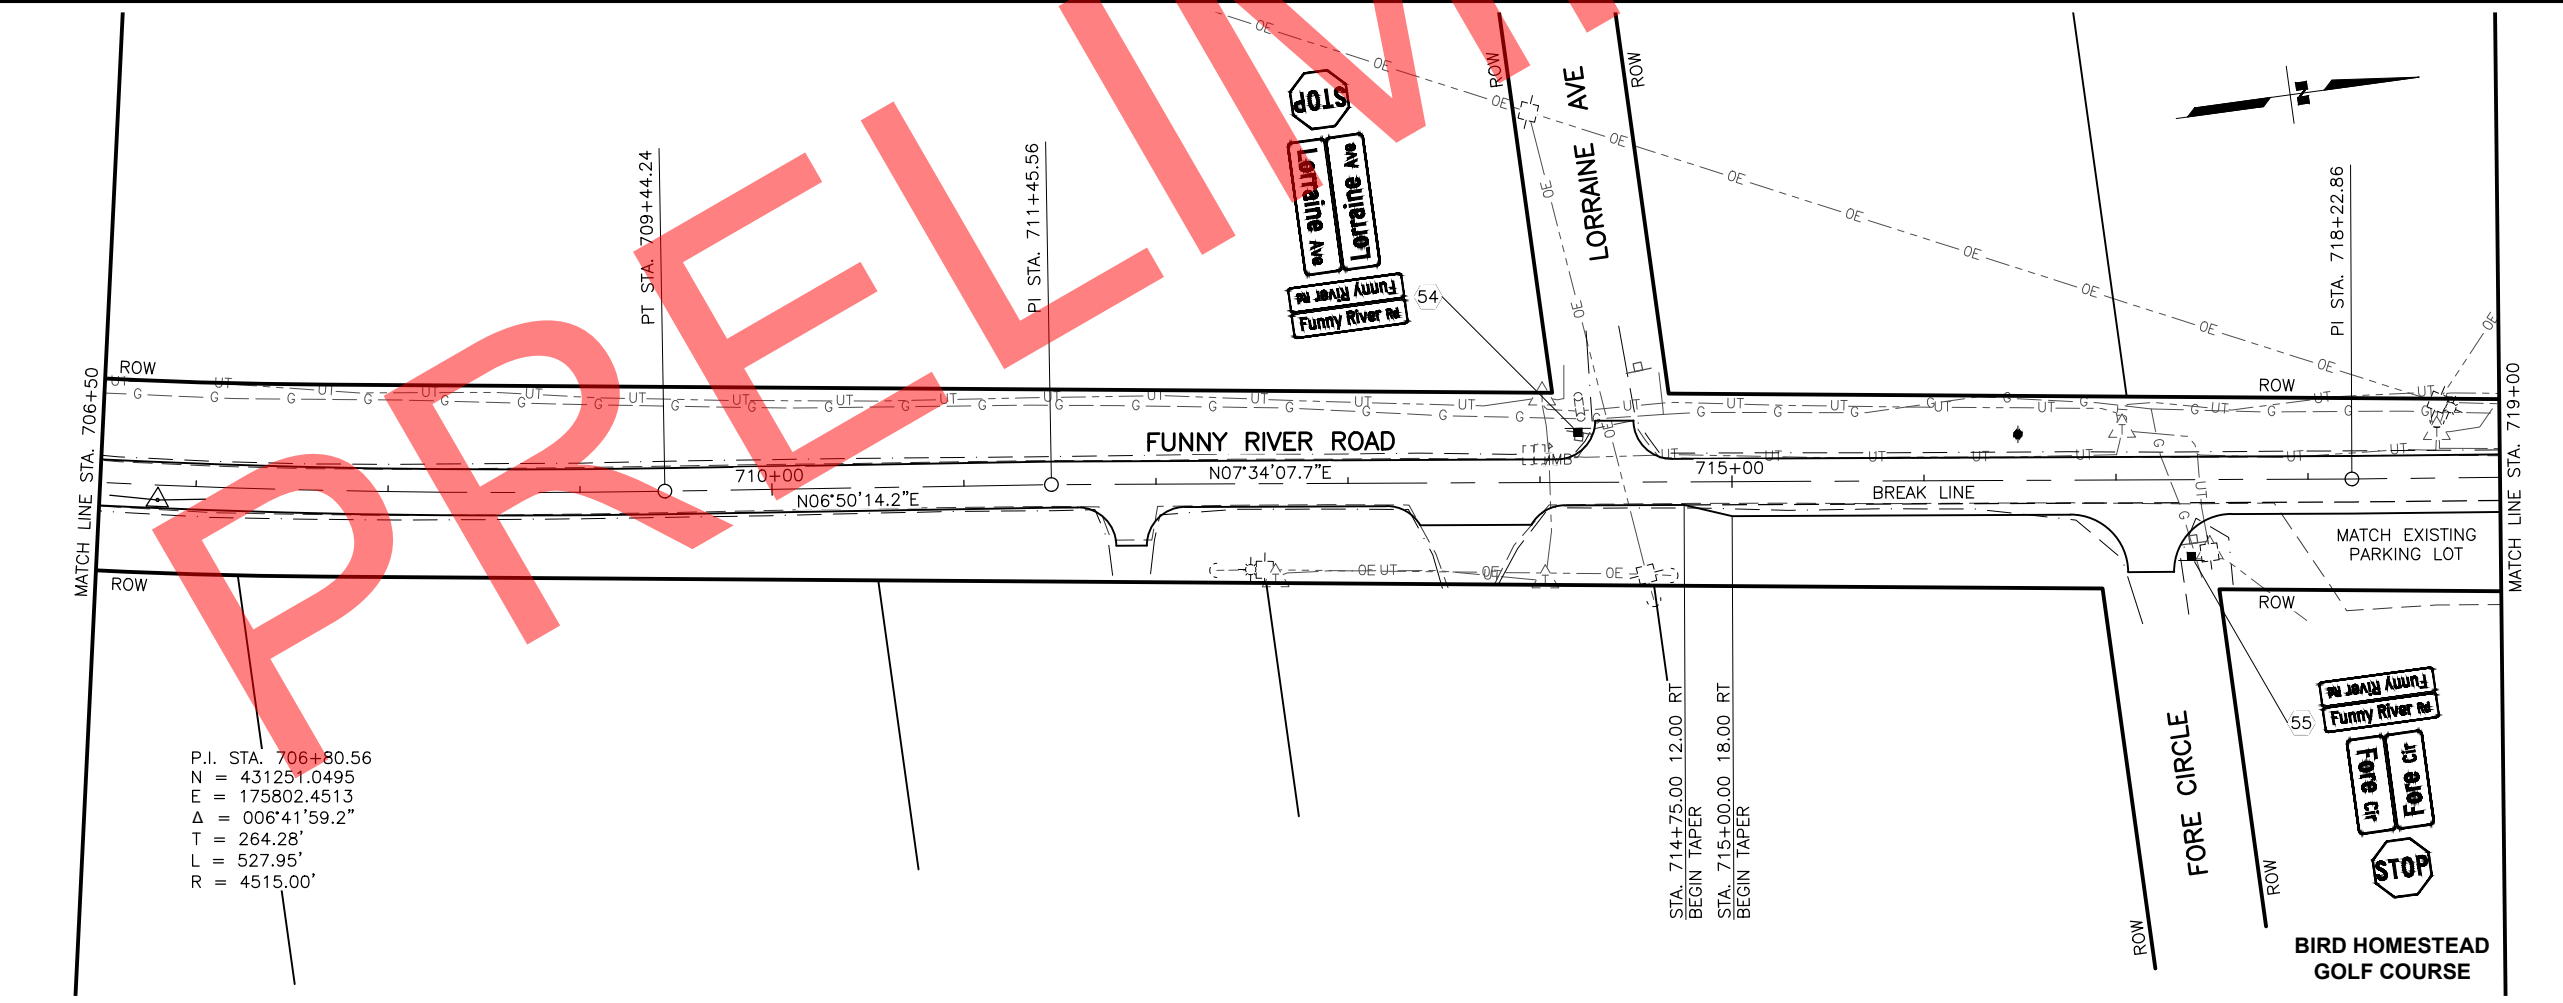 PRELIM
MATCH LINE STA. 706+50
ROW
PT STA. 709+44.24
PI STA. 711+45.56
STOP
Lorraine Ave
Lorraine Ave
Funny River Rd
Funny River Rd
54
ROW
LORRAINE AVE
ROW
N
PI STA. 718+22.86
ROW
MATCH LINE STA. 719+00
FUNNY RIVER ROAD
710+00
N06°50'14.2"E
N07°34'07.7"E
MB
715+00
BREAK LINE
MATCH EXISTING
PARKING LOT
ROW
ROW
P.I. STA. 706+80.56
N = 431251.0495
E = 175802.4513
Δ = 006°41'59.2"
T = 264.28'
L = 527.95'
R = 4515.00'
STA. 714+75.00 12.00 RT
BEGIN TAPER
STA. 715+00.00 18.00 RT
BEGIN TAPER
ROW
FORE CIRCLE
ROW
55
Funny River Rd
Funny River Rd
Fore cir
Fore cir
STOP
BIRD HOMESTEAD
GOLF COURSE